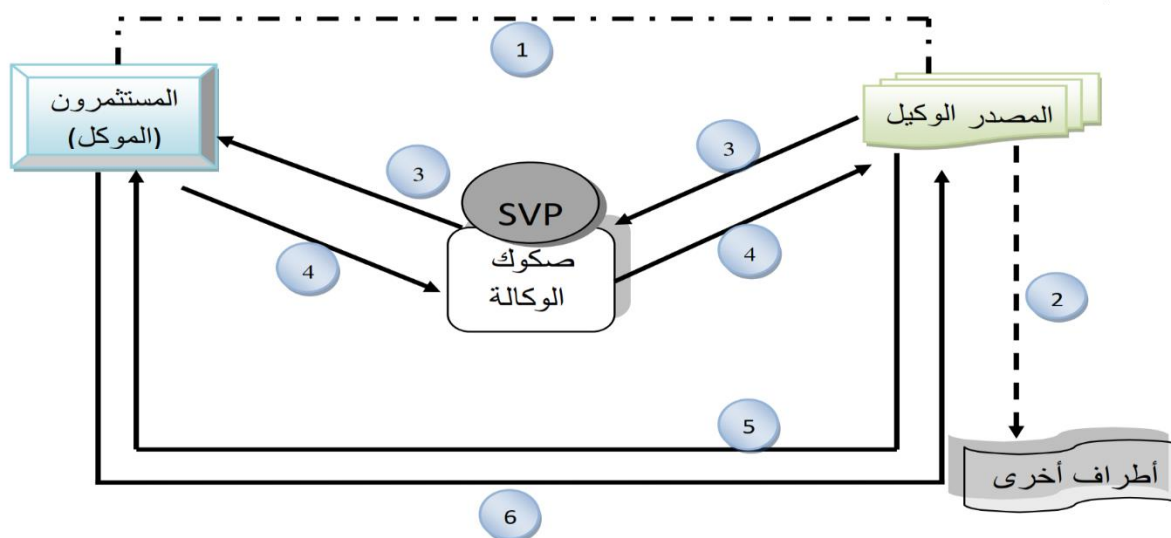 1
المستثمرون
(الموكل)
المصدر الوكيل
3
3
SVP
صكوك
الوكالة
4
4
2
5
أطراف أخرى
6